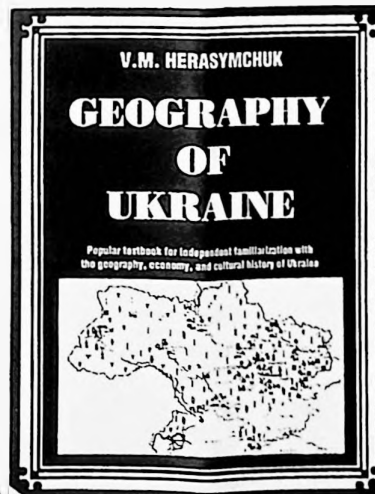 V.M. HERASYMCHUK
GEOGRAPHY
OF
UKRAINE
Popular textbook for independent familiarization with
the geography, economy, and cultural history of Ukraine